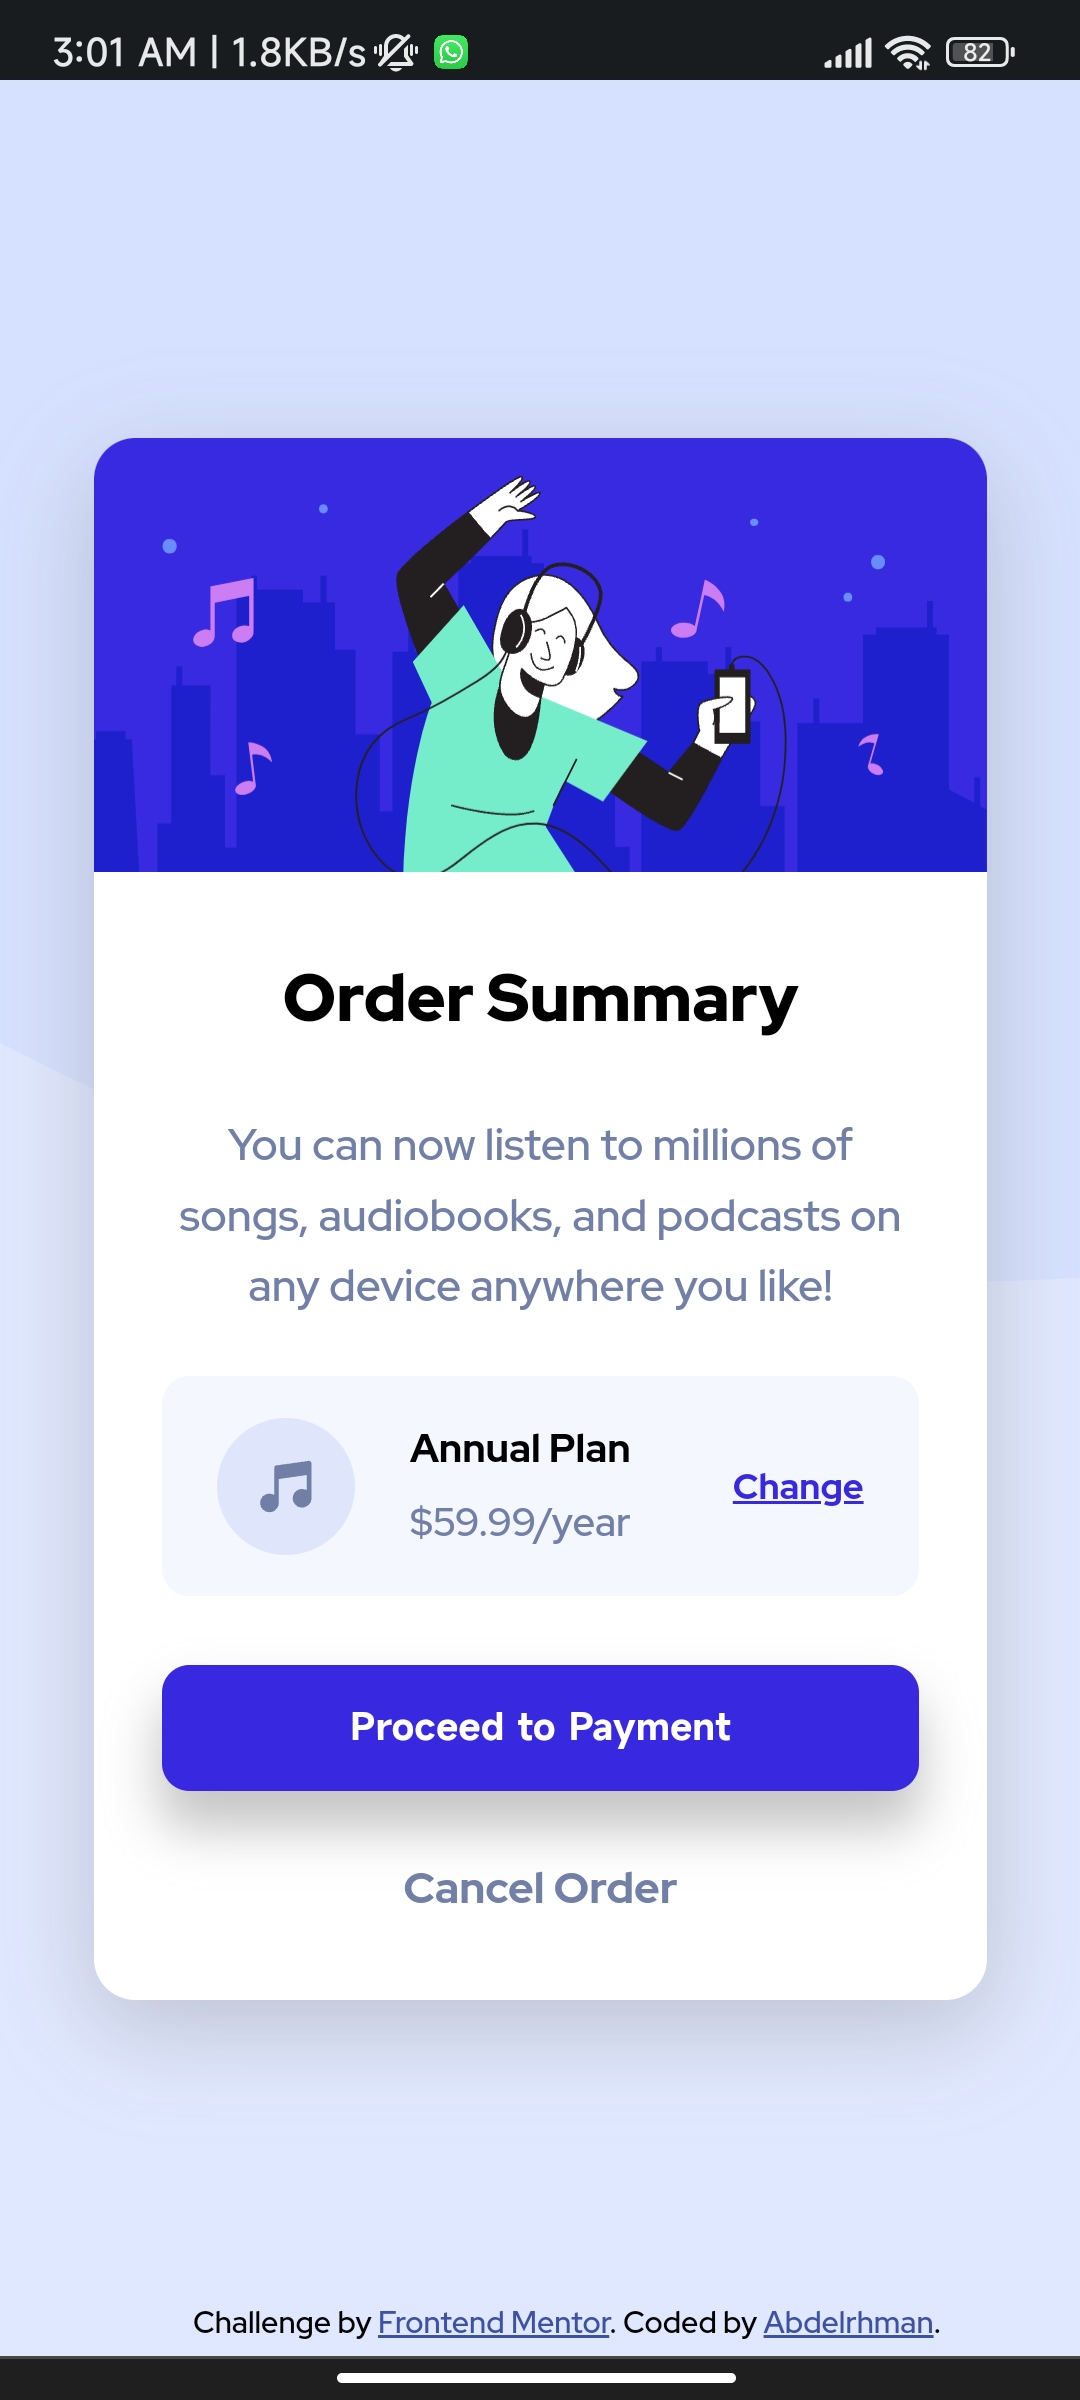 3:01 AM | 1.8KB/s
82
Order Summary
You can now listen to millions of
songs, audiobooks, and podcasts on
any device anywhere you like!
Annual Plan
$59.99/year
Change
Proceed to Payment
Cancel Order
Challenge by Frontend Mentor. Coded by Abdelrhman.